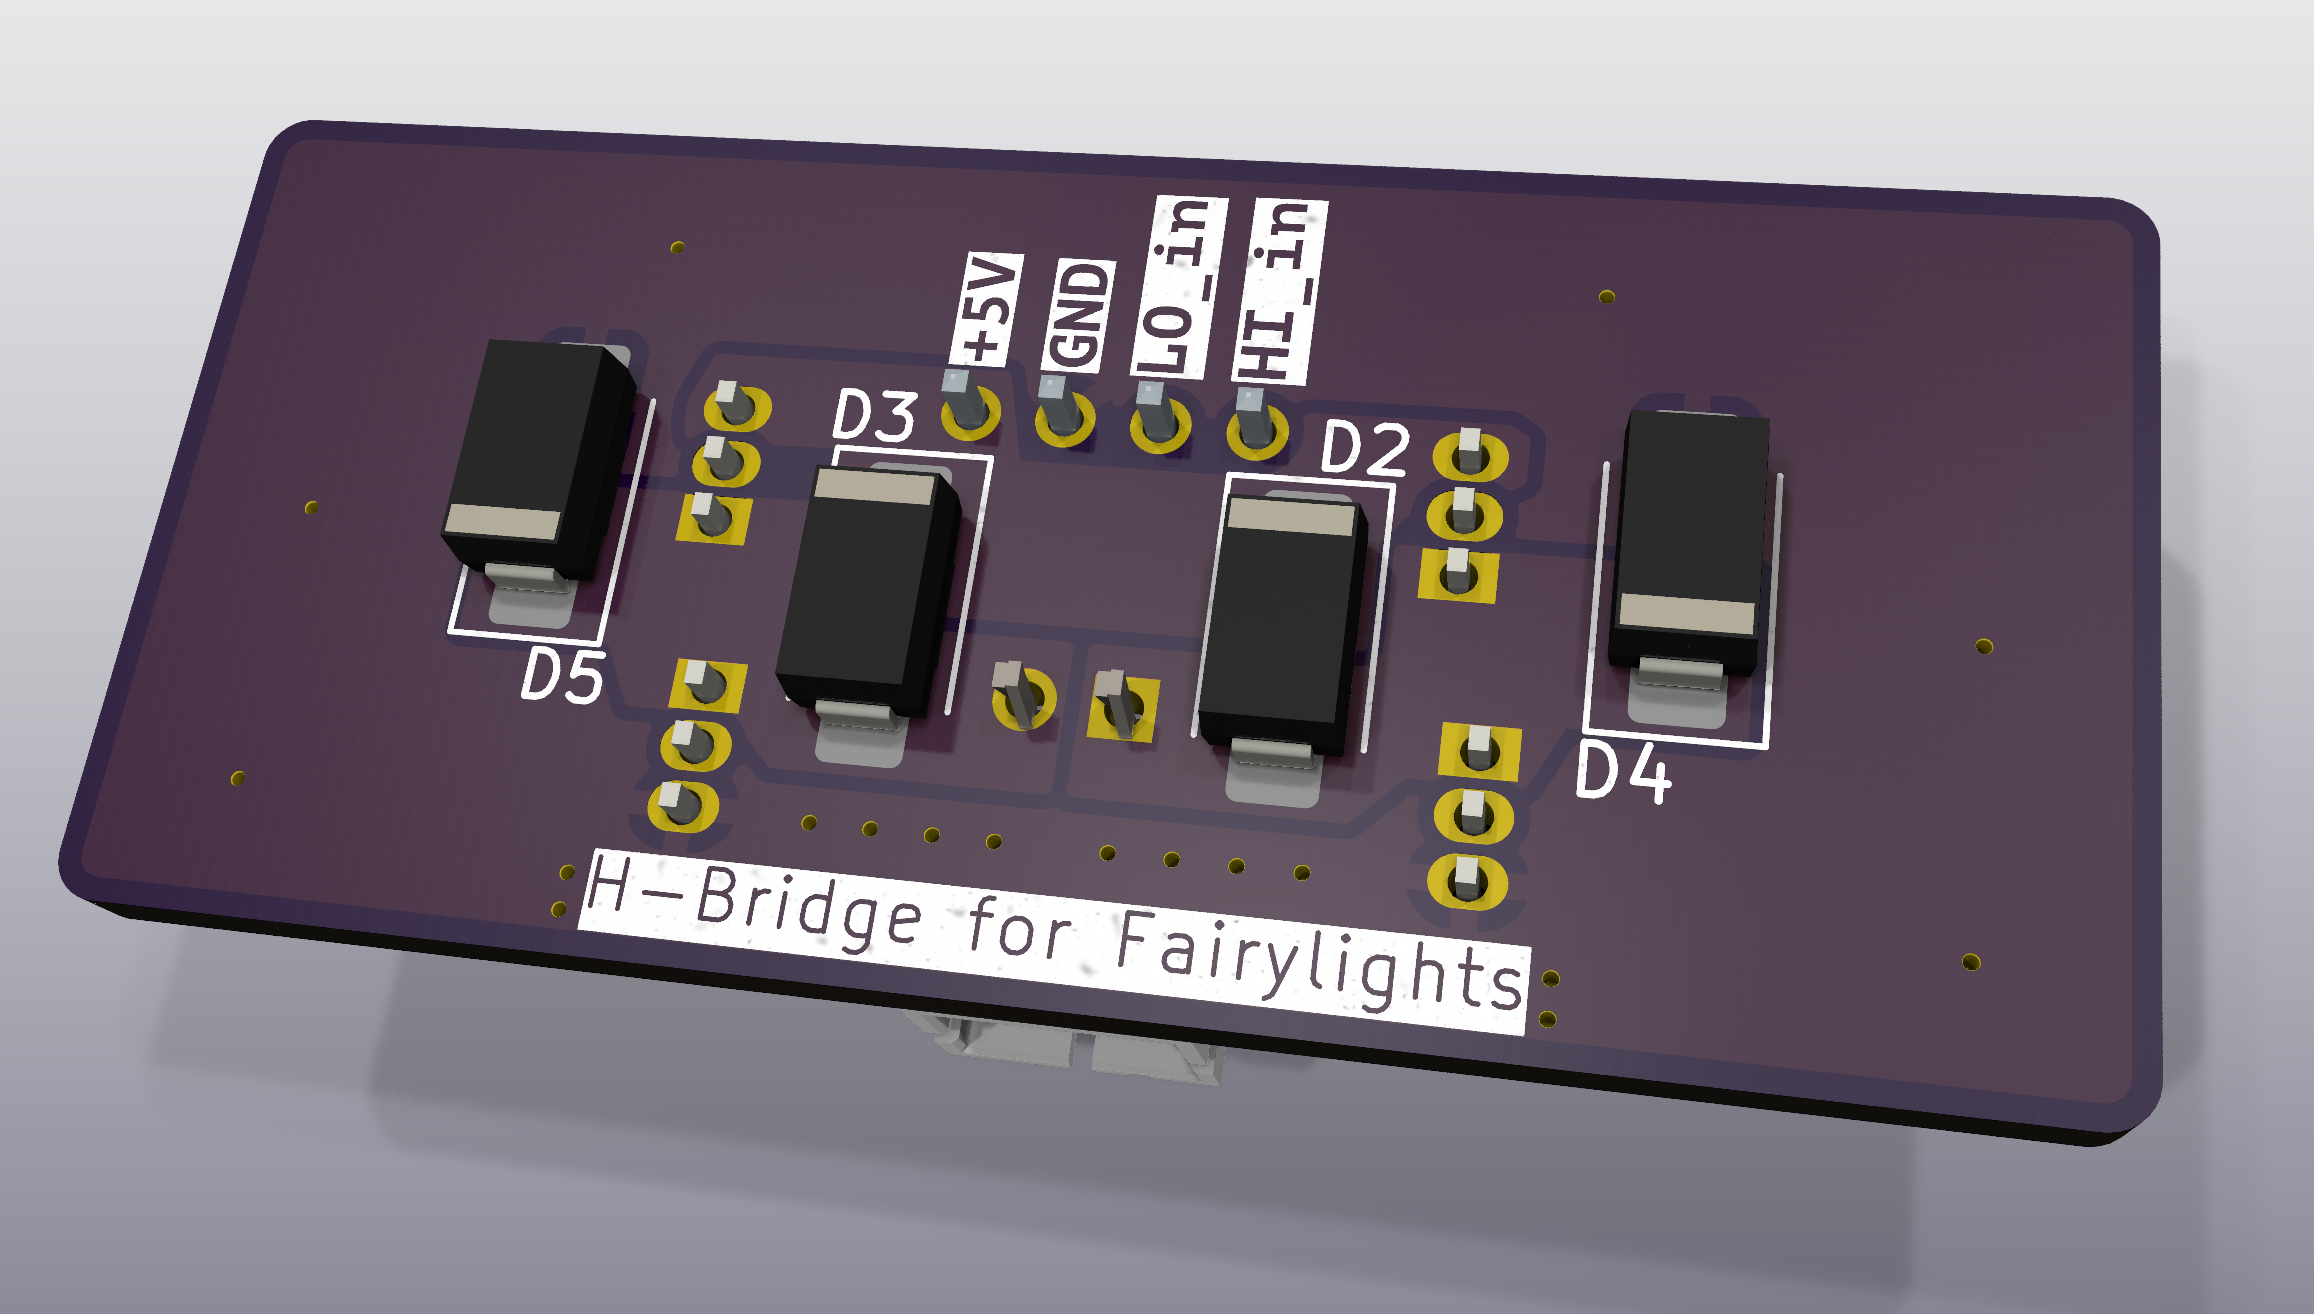 +5V
GND
LO_in
HI_in
D3
D2
D5
D4
H-Bridge for Fairylights